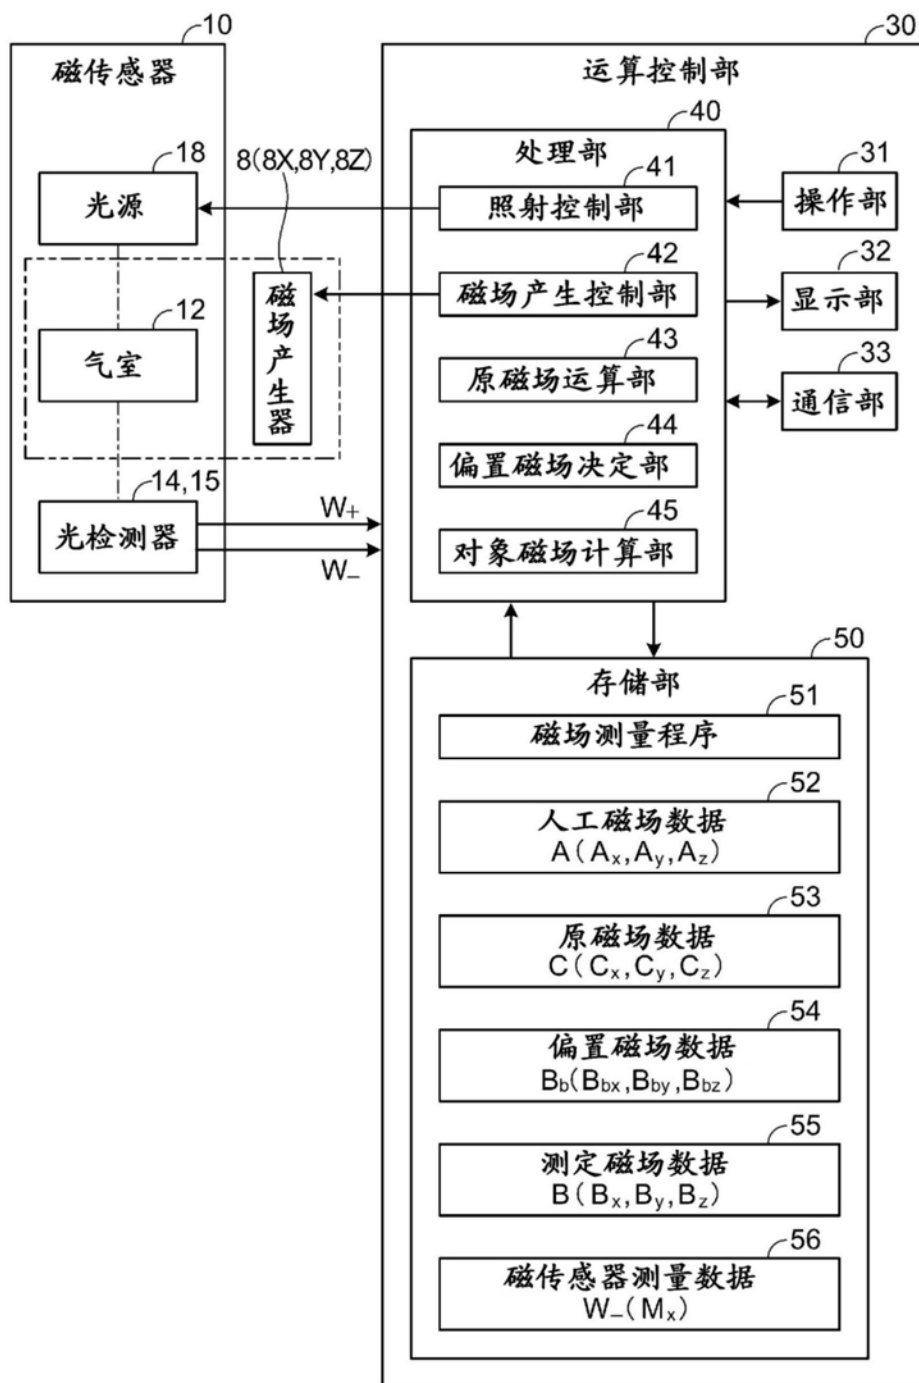 10
磁传感器
18
光源
8(8X,8Y,8Z)
磁场产生器
12
气室
14,15
光检测器
W+
W−
30
运算控制部
40
处理部
41
照射控制部
42
磁场产生控制部
43
原磁场运算部
44
偏置磁场决定部
45
对象磁场计算部
31
操作部
32
显示部
33
通信部
50
存储部
51
磁场测量程序
52
人工磁场数据
A(Ax,Ay,Az)
53
原磁场数据
C(Cx,Cy,Cz)
54
偏置磁场数据
Bb(Bbx,Bby,Bbz)
55
测定磁场数据
B(Bx,By,Bz)
56
磁传感器测量数据
W−(Mx)